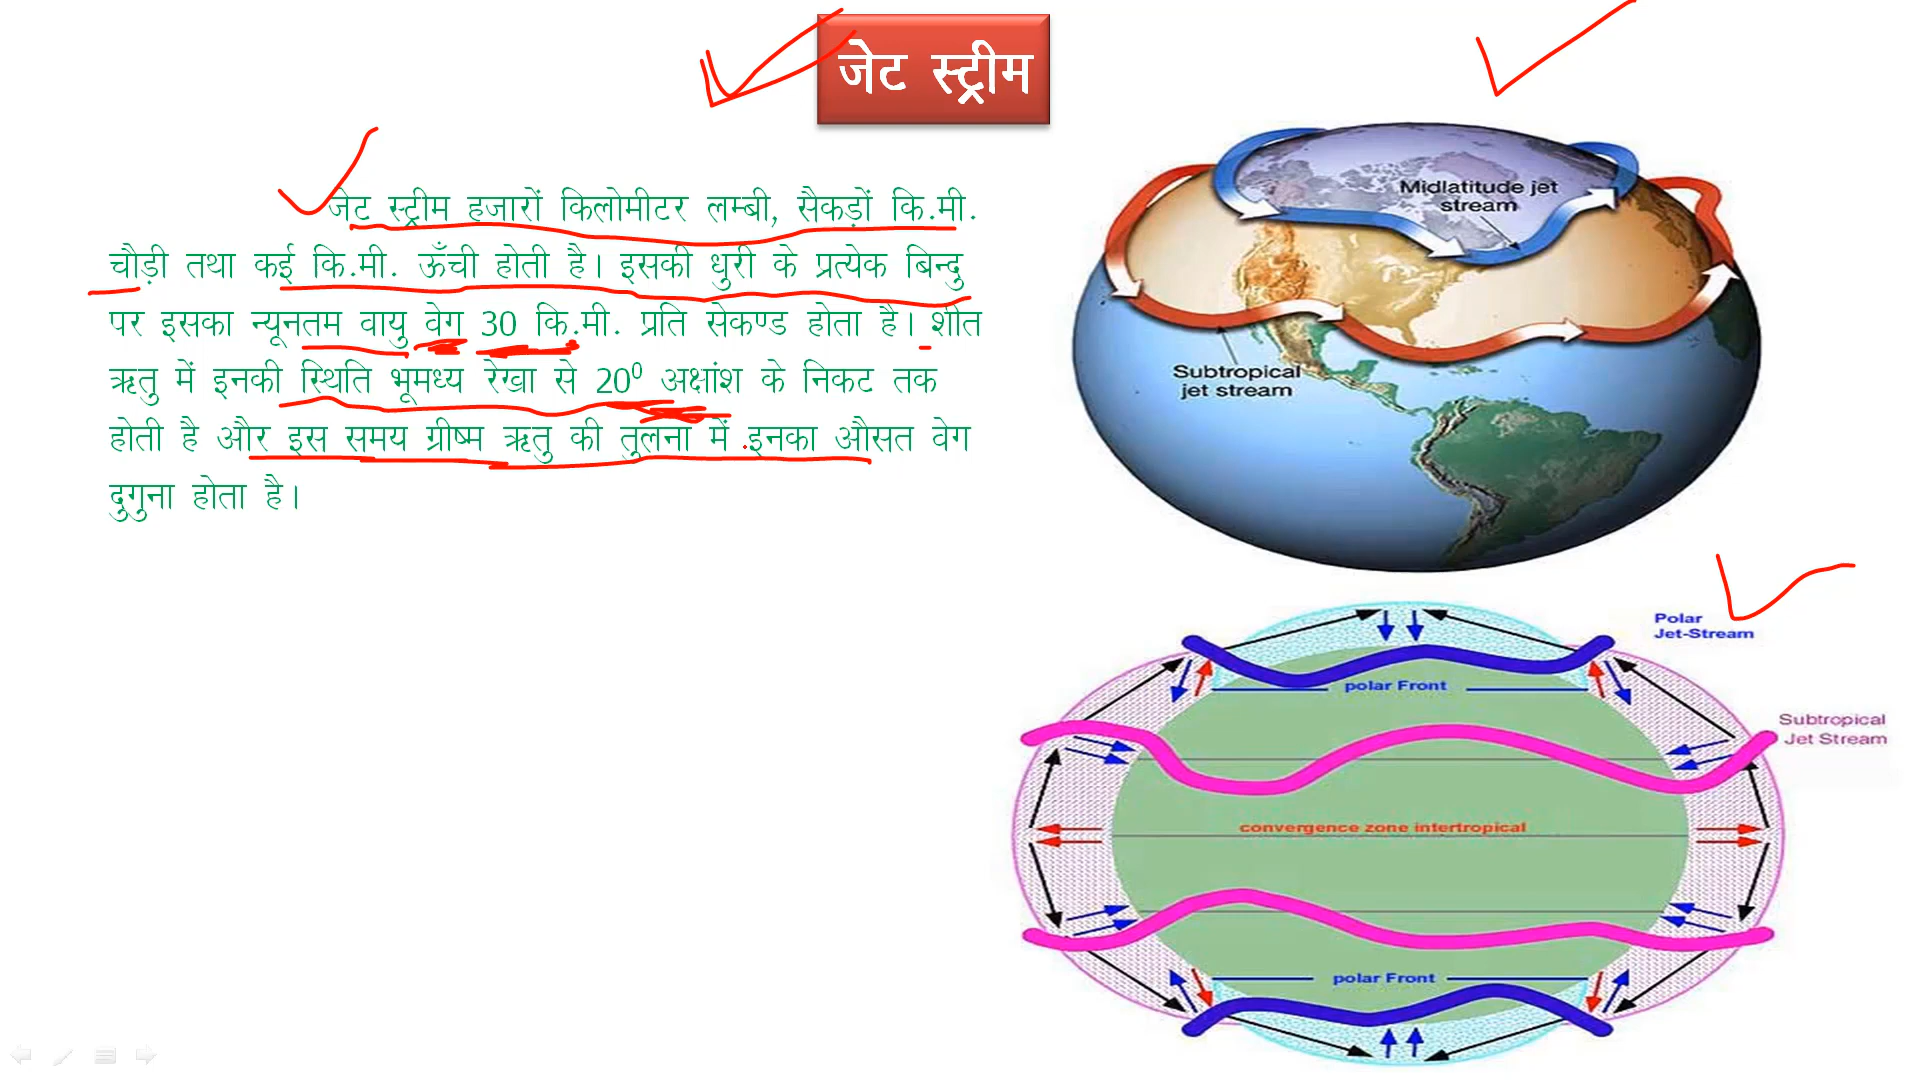 जेट स्ट्रीम
जेट स्ट्रीम हजारों किलोमीटर लम्बी, सैकड़ों कि.मी.
चौड़ी तथा कई कि.मी. ऊँची होती है। इसकी धुरी के प्रत्येक बिन्दु
पर इसका न्यूनतम वायु वेग 30 कि.मी. प्रति सेकण्ड होता है। शीत
ऋतु में इनकी स्थिति भूमध्य रेखा से 20⁰ अक्षांश के निकट तक
होती है और इस समय ग्रीष्म ऋतु की तुलना में इनका औसत वेग
दुगुना होता है।
Midlatitude jet
stream
Subtropical
jet stream
Polar
Jet-Stream
polar Front
Subtropical
Jet Stream
convergence zone intertropical
polar Front